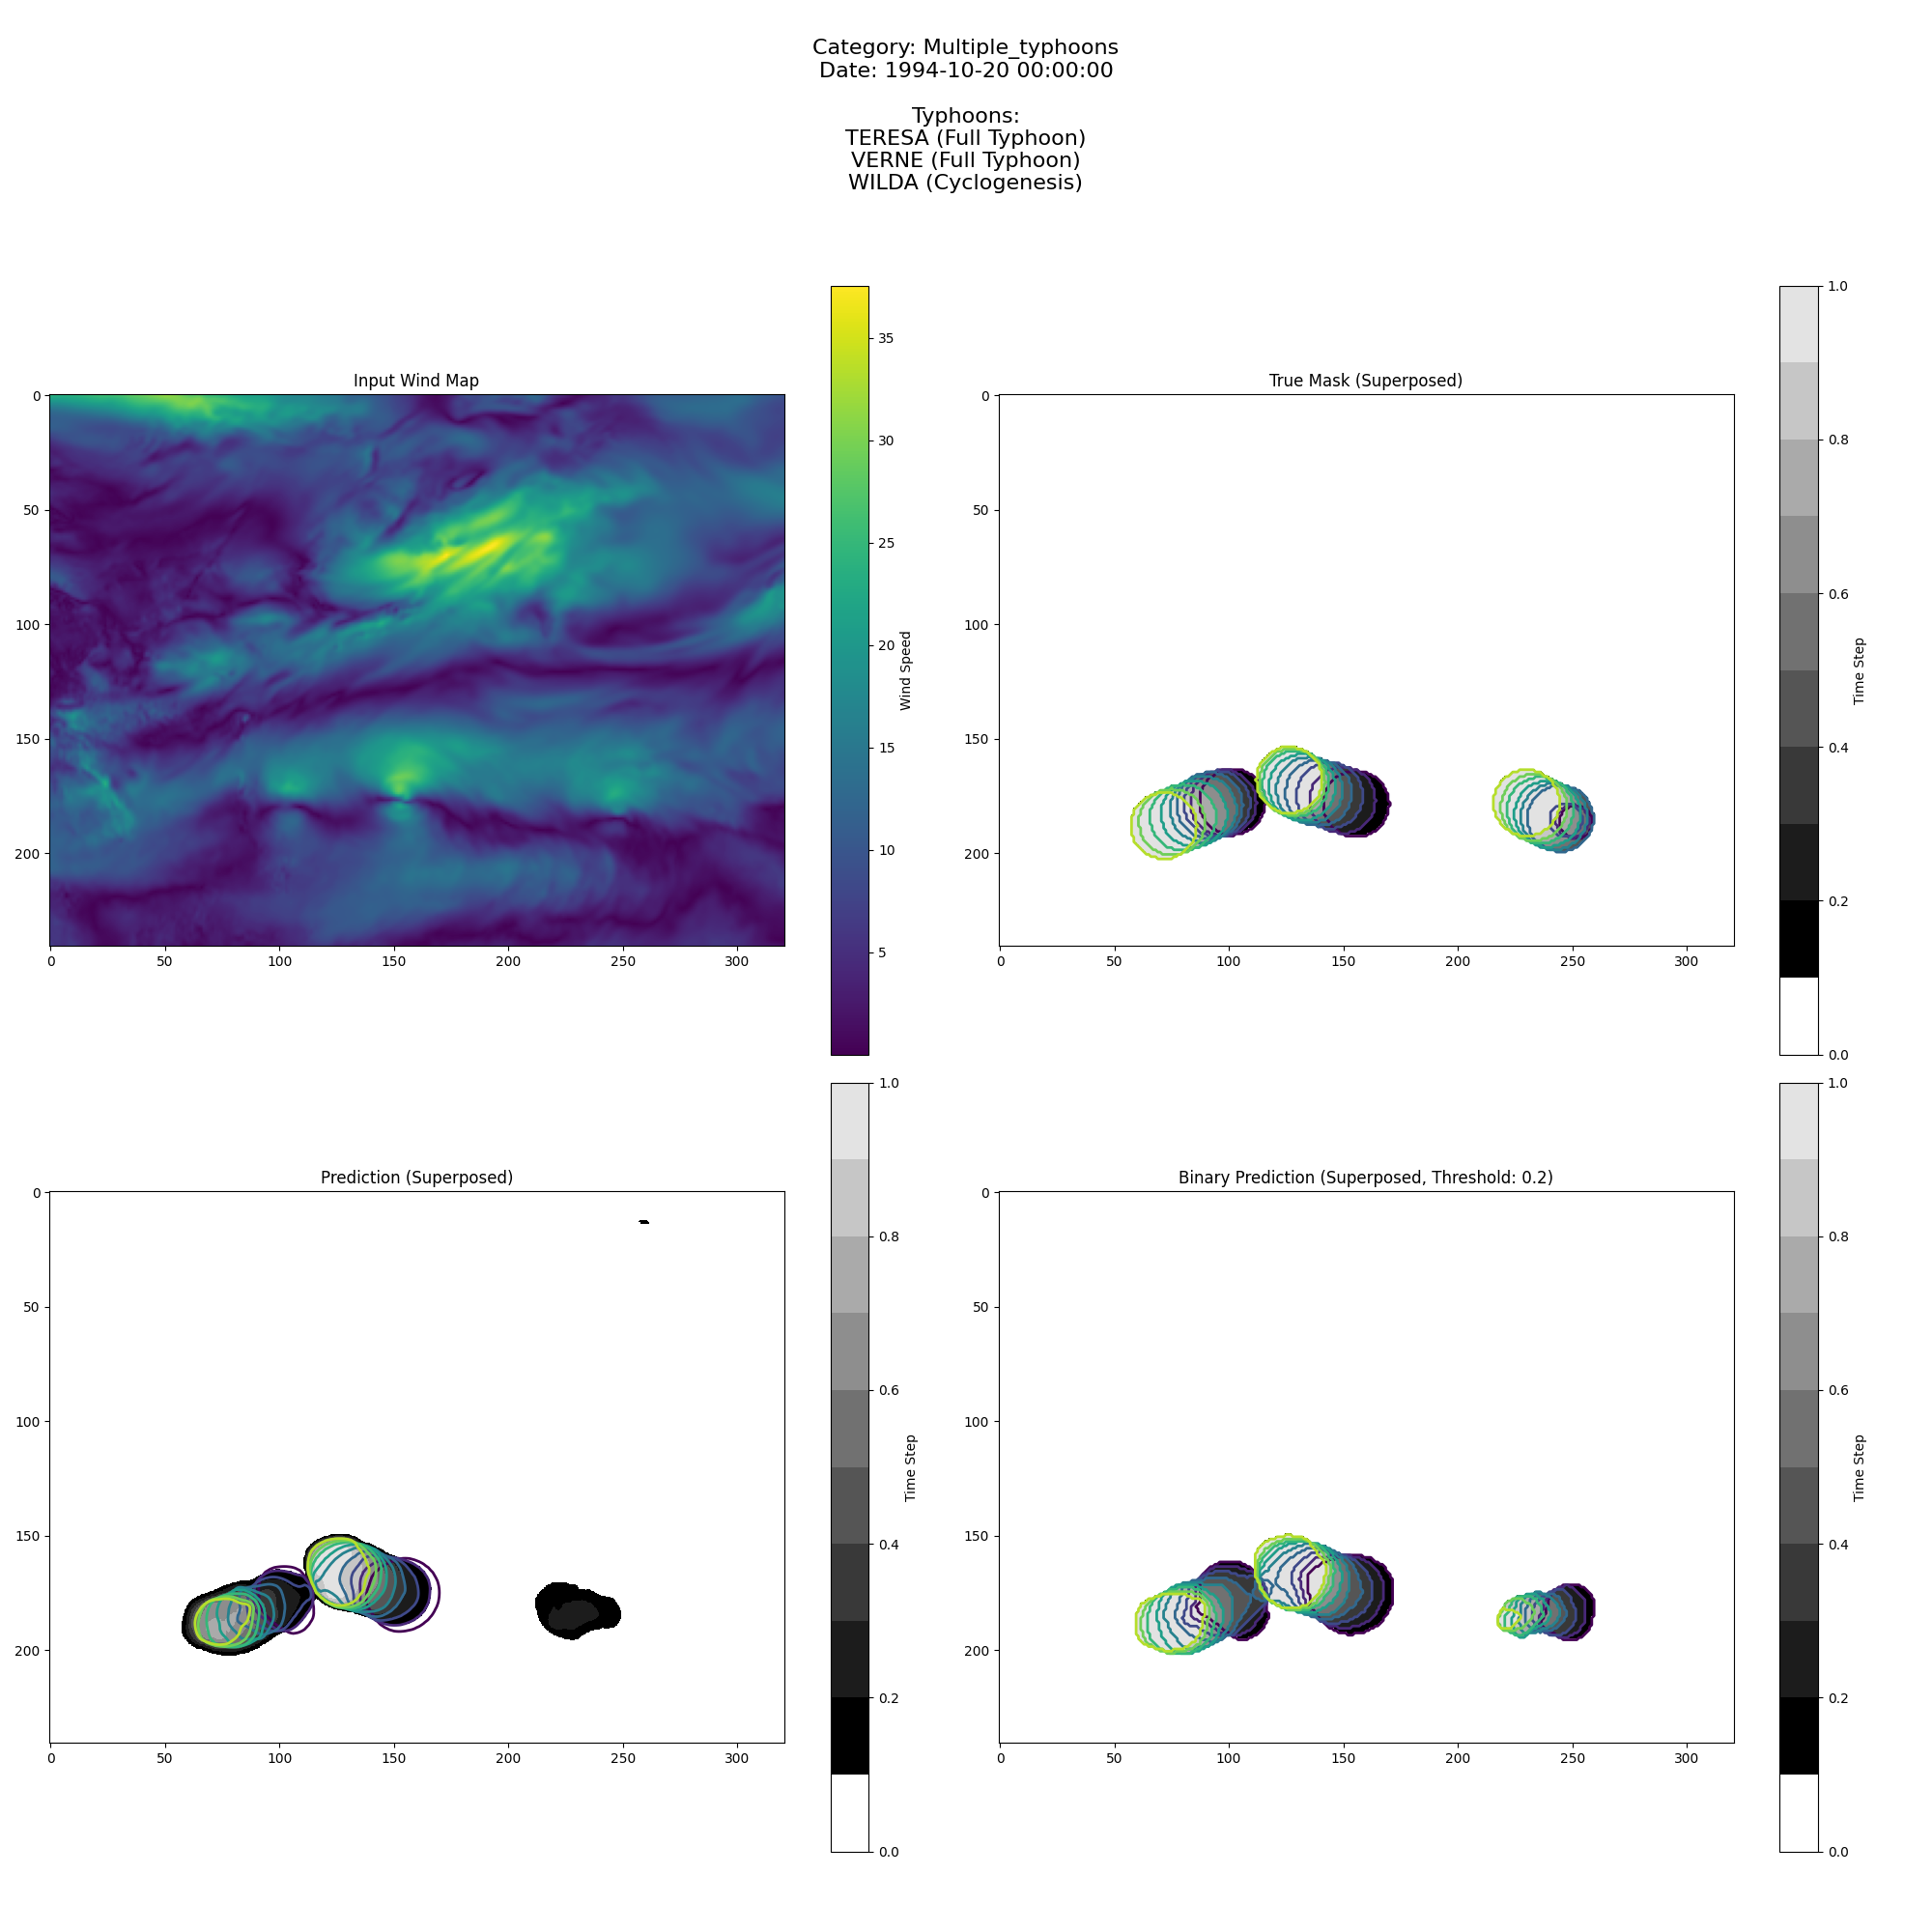 Category: Multiple_typhoons
Date: 1994-10-20 00:00:00
Typhoons:
TERESA (Full Typhoon)
VERNE (Full Typhoon)
WILDA (Cyclogenesis)
Input Wind Map
0
50
100
150
200
0 50 100 150 200 250 300
35
30
25
20
15
10
5
Wind Speed
True Mask (Superposed)
0
50
100
150
200
0 50 100 150 200 250 300
1.0
0.8
0.6
0.4
0.2
0.0
Time Step
Prediction (Superposed)
0
50
100
150
200
0 50 100 150 200 250 300
1.0
0.8
0.6
0.4
0.2
0.0
Time Step
Binary Prediction (Superposed, Threshold: 0.2)
0
50
100
150
200
0 50 100 150 200 250 300
1.0
0.8
0.6
0.4
0.2
0.0
Time Step